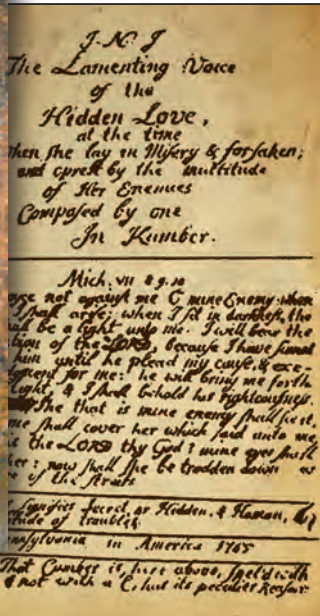 J. N. J
The Lamenting Voice
of the
Hidden Love,
at the time
When she lay in Misery & forsaken;
and oprest by the multitude
of Her Enemies
Composed by one
In Kumber.
Mich. vii 8 9. 10
not against me O mine Enemy: when
I shall arise; when I sit in darkness, the
shall be a light unto me. I will bear the
of the LORD, because I have sinned
him until he plead my cause, & exe-
for me: he will bring me forth
light, & I shall behold his righteousness.
She that is mine enemy shall see it,
shall cover her which said unto me
is the LORD thy God? mine eyes shall
her: now shall she be trodden down as
of the streets
Signifies Secret, or Hidden, &
of troubles.
in America 1765
That Cumber is, here above, spel'd with
& not with a C, hat its peculiar Reason.